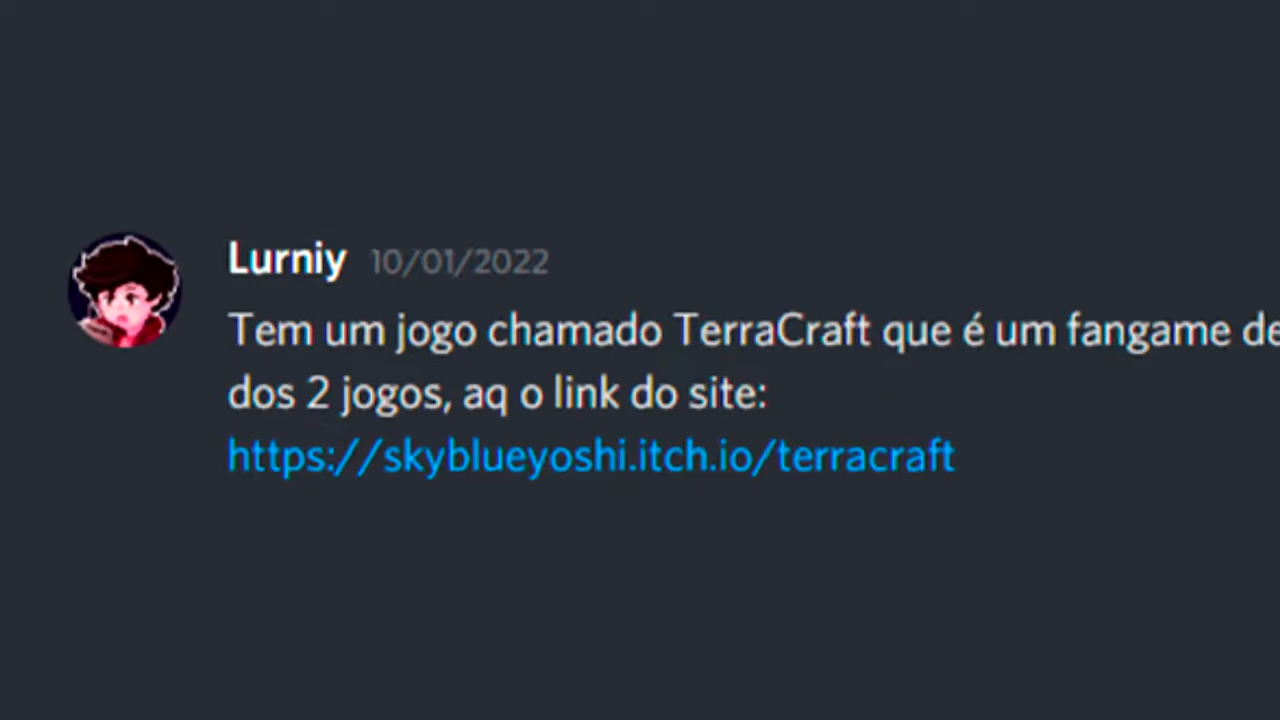 Lurniy 10/01/2022
Tem um jogo chamado TerraCraft que é um fangame de
dos 2 jogos, aq o link do site:
https://skyblueyoshi.itch.io/terracraft